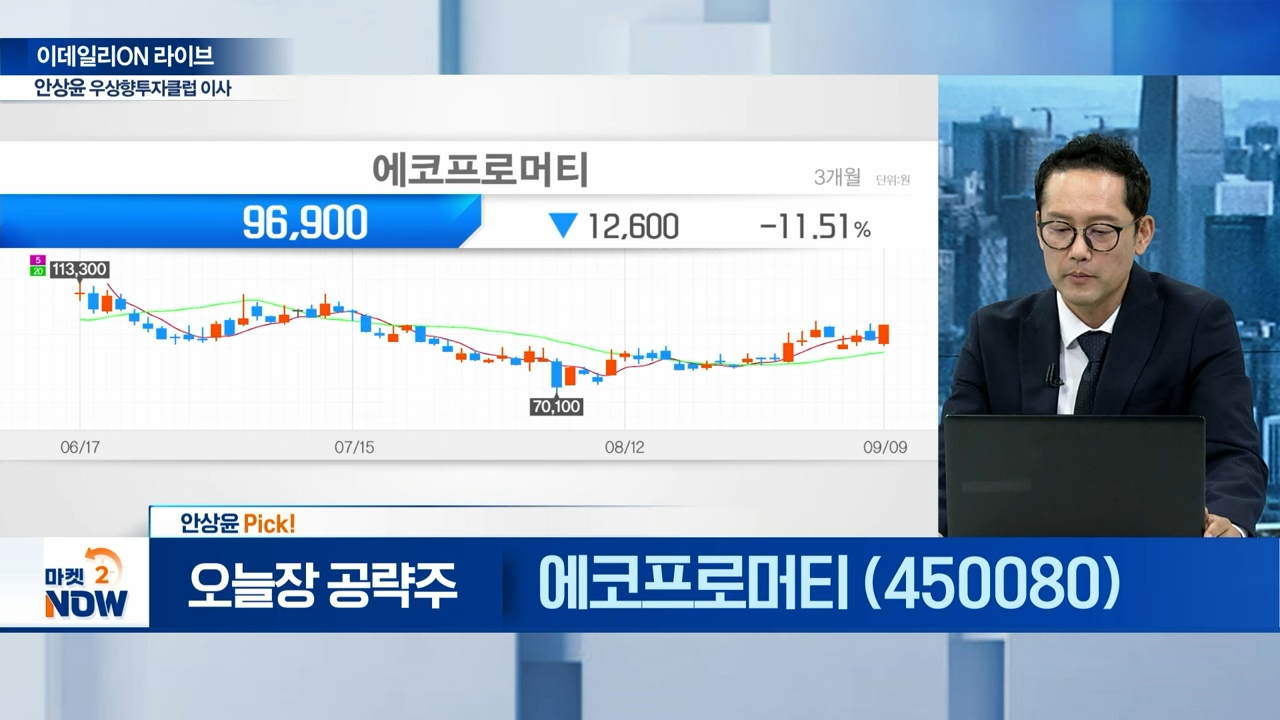 이데일리ON 라이브
안상윤 우상향투자클럽 이사
에코프로머티
3개월 단위:원
96,900 ▼ 12,600 -11.51%
5
20
113,300
70,100
06/17 07/15 08/12 09/09
안상윤 Pick!
마켓 2
NOW
오늘장 공략주 에코프로머티 (450080)